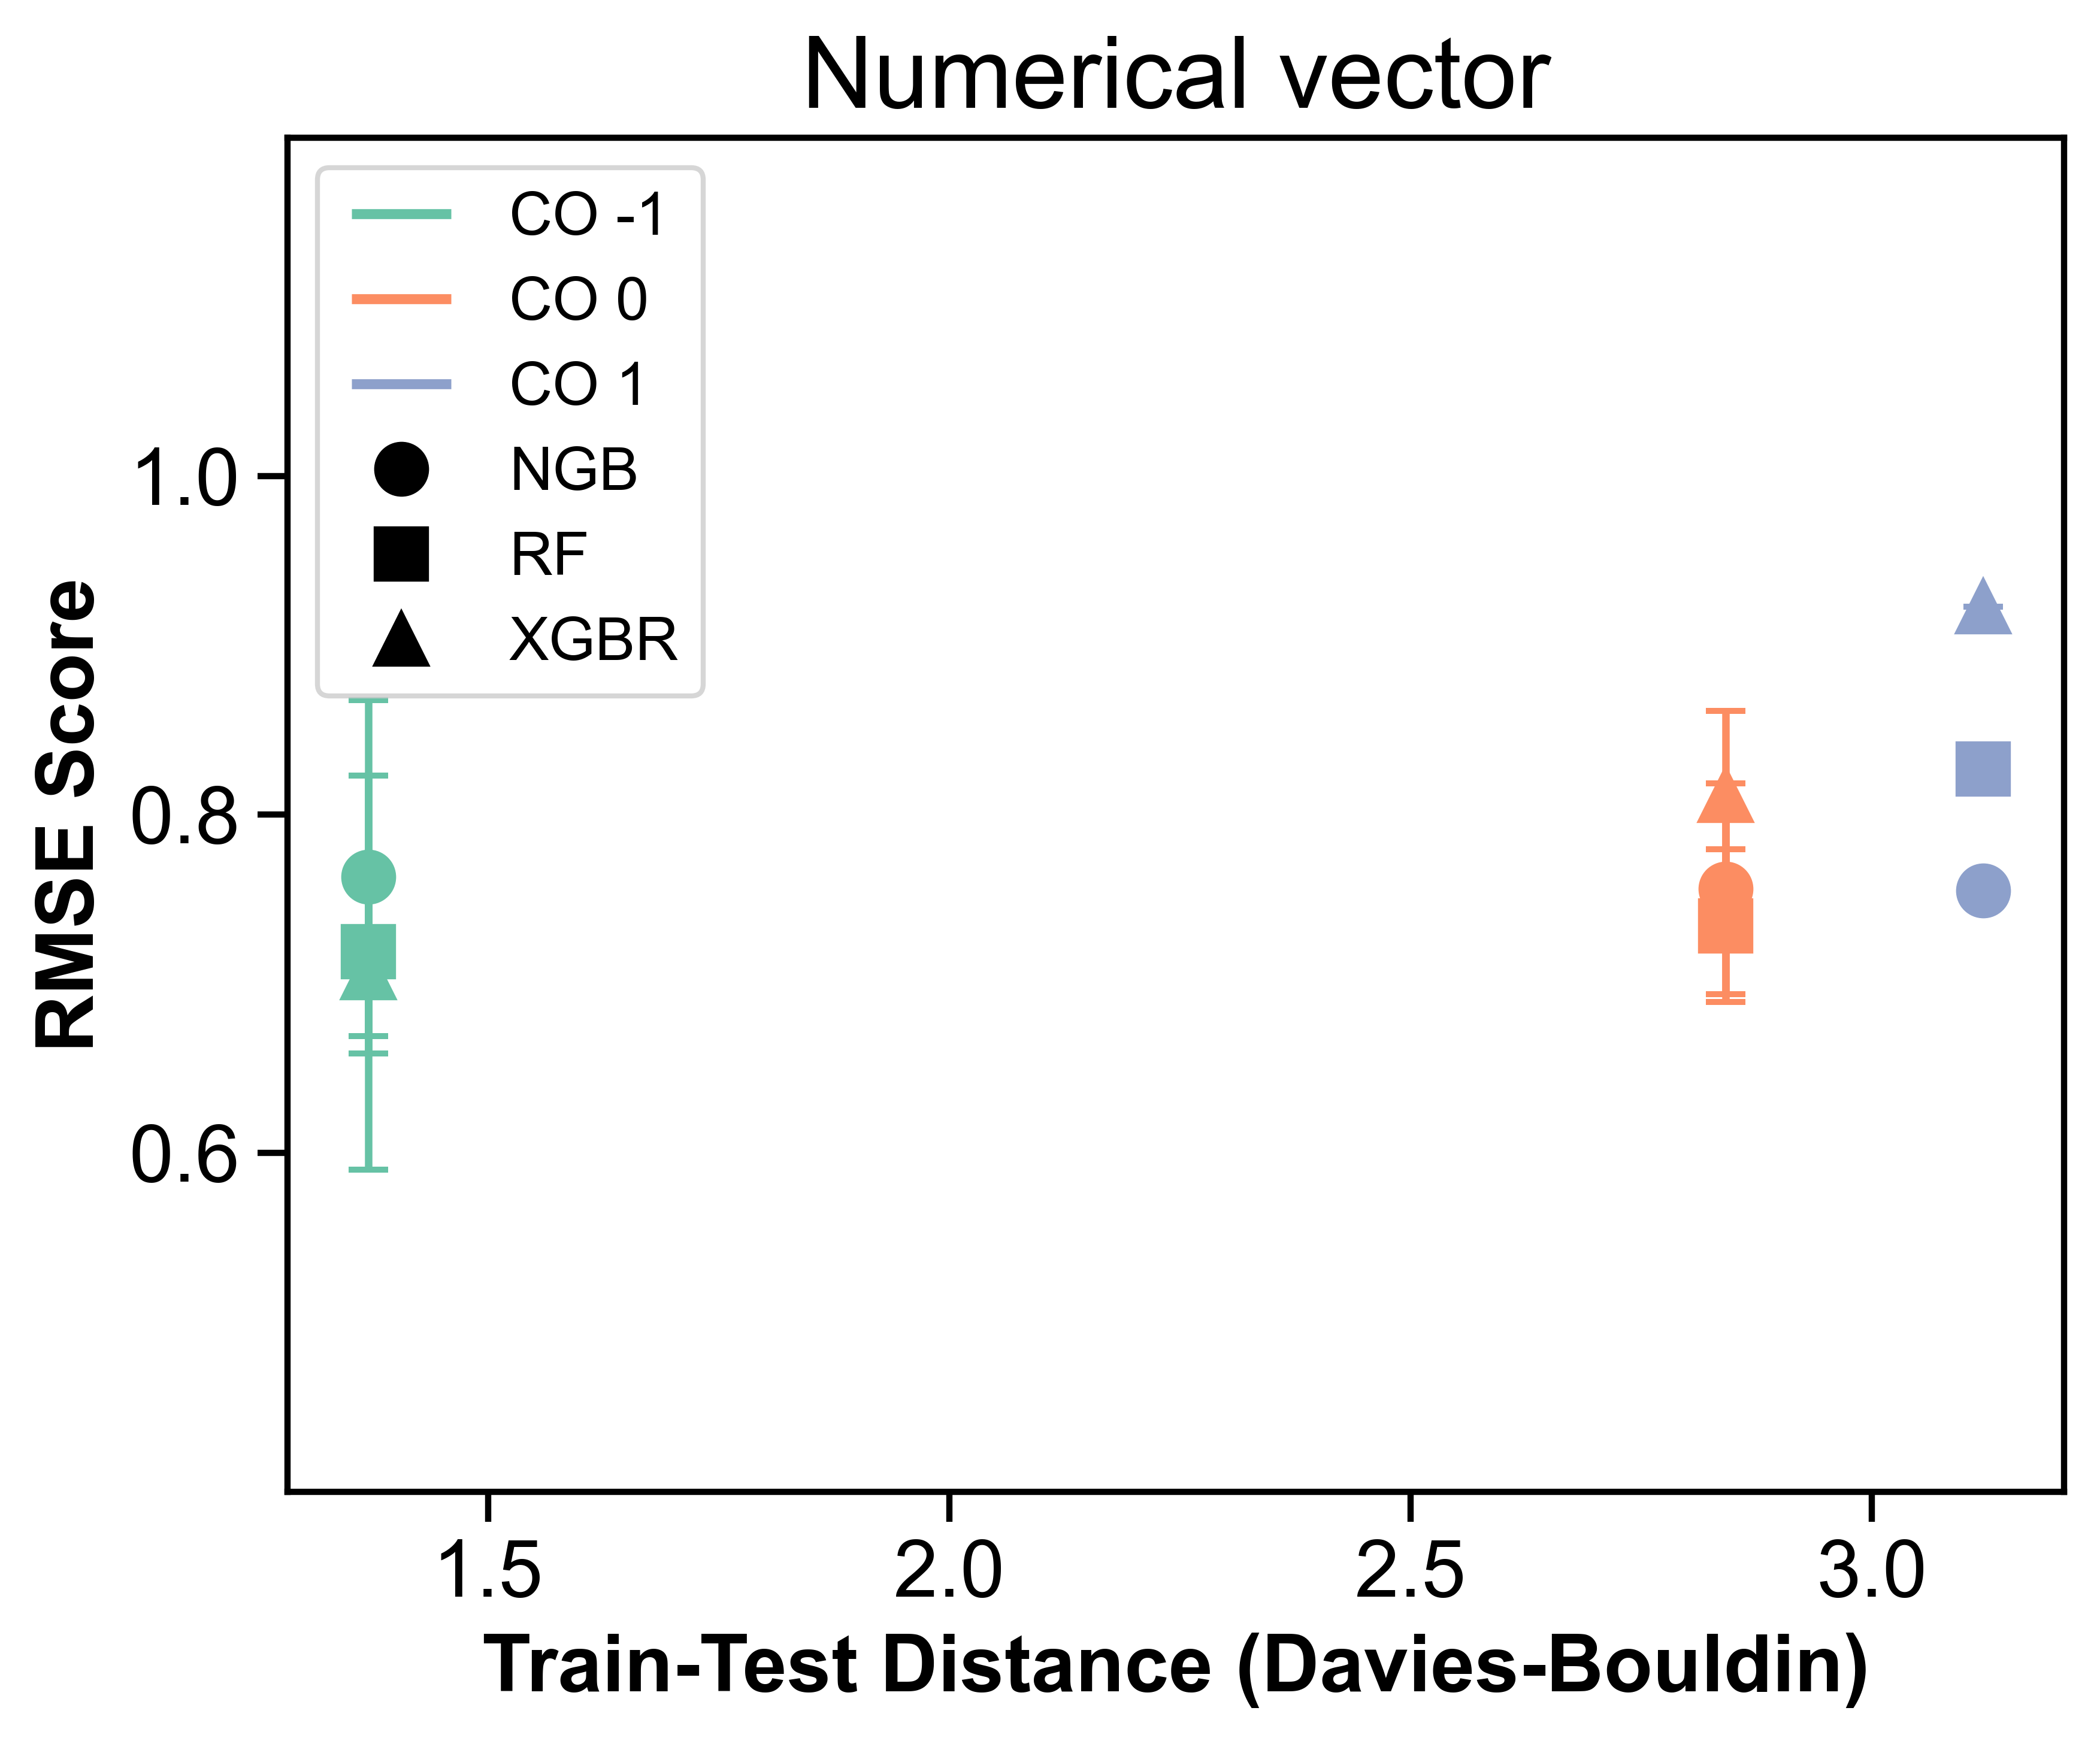 Numerical vector
CO -1
CO 0
CO 1
NGB
RF
XGBR
RMSE Score
1.0
0.8
0.6
1.5
2.0
2.5
3.0
Train-Test Distance (Davies-Bouldin)